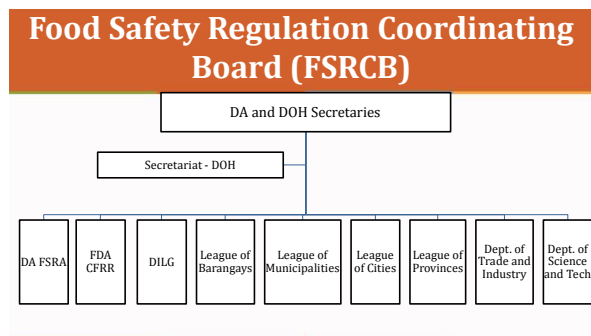 Food Safety Regulation Coordinating
Board (FSRCB)
DA and DOH Secretaries
Secretariat - DOH
DA FSRA
FDA
CFRR
DILG
League of
Barangays
League of
Municipalities
League
of Cities
League of
Provinces
Dept. of
Trade and
Industry
Dept. of
Science
and Tech